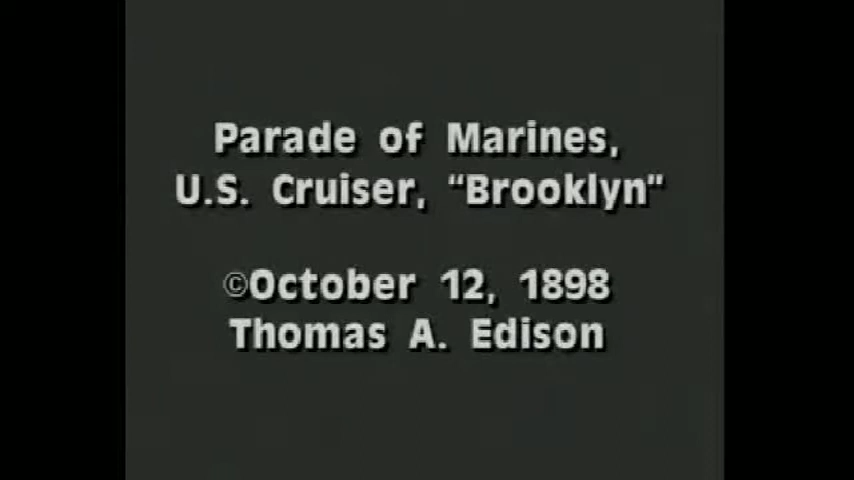 Parade of Marines,
U.S. Cruiser, “Brooklyn”
©October 12, 1898
Thomas A. Edison